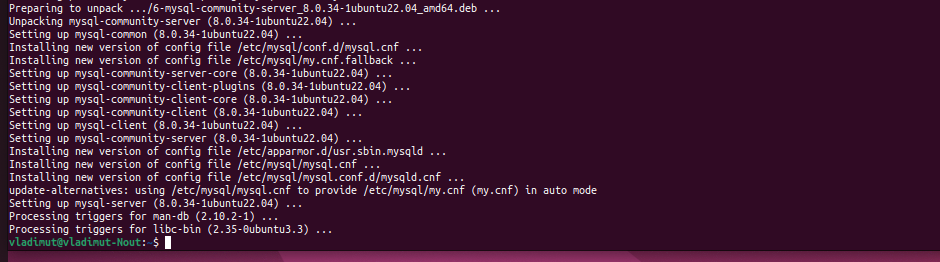 Preparing to unpack .../6-mysql-community-server_8.0.34-1ubuntu22.04_amd64.deb ...
Unpacking mysql-community-server (8.0.34-1ubuntu22.04) ...
Setting up mysql-common (8.0.34-1ubuntu22.04) ...
Installing new version of config file /etc/mysql/conf.d/mysql.cnf ...
Installing new version of config file /etc/mysql/my.cnf.fallback ...
Setting up mysql-community-server-core (8.0.34-1ubuntu22.04) ...
Setting up mysql-community-client-plugins (8.0.34-1ubuntu22.04) ...
Setting up mysql-community-client-core (8.0.34-1ubuntu22.04) ...
Setting up mysql-community-client (8.0.34-1ubuntu22.04) ...
Setting up mysql-client (8.0.34-1ubuntu22.04) ...
Setting up mysql-community-server (8.0.34-1ubuntu22.04) ...
Installing new version of config file /etc/apparmor.d/usr.sbin.mysqld ...
Installing new version of config file /etc/mysql/mysql.cnf ...
Installing new version of config file /etc/mysql/mysql.conf.d/mysqld.cnf ...
update-alternatives: using /etc/mysql/mysql.cnf to provide /etc/mysql/my.cnf (my.cnf) in auto mode
Setting up mysql-server (8.0.34-1ubuntu22.04) ...
Processing triggers for man-db (2.10.2-1) ...
Processing triggers for libc-bin (2.35-0ubuntu3.3) ...
vladimut@vladimut-Nout:~$